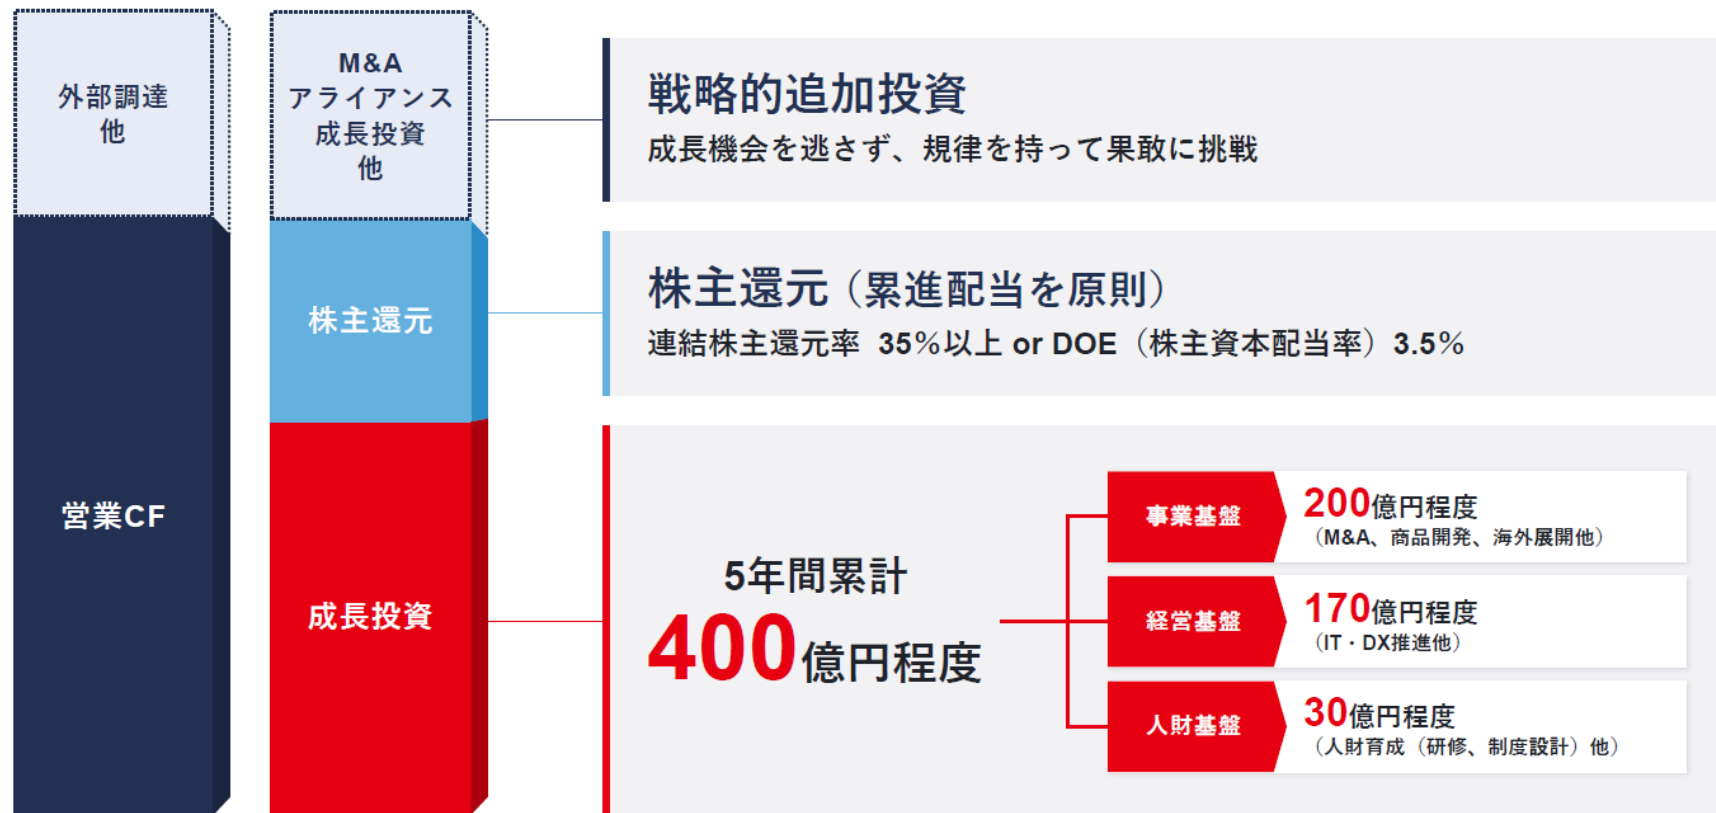 外部調達
他
営業CF
M&A
アライアンス
成長投資
他
株主還元
成長投資
戦略的追加投資
成長機会を逃さず、規律を持って果敢に挑戦
株主還元（累進配当を原則）
連結株主還元率 35%以上 or DOE（株主資本配当率）3.5%
5年間累計
400億円程度
事業基盤
200億円程度
（M&A、商品開発、海外展開他）
経営基盤
170億円程度
（IT・DX推進他）
人財基盤
30億円程度
（人財育成（研修、制度設計）他）